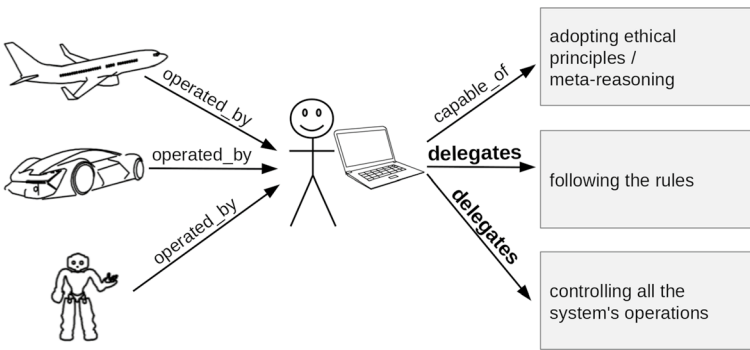 operated_by
operated_by
operated_by
capable_of
delegates
delegates
adopting ethical
principles /
meta-reasoning
following the rules
controlling all the
system's operations